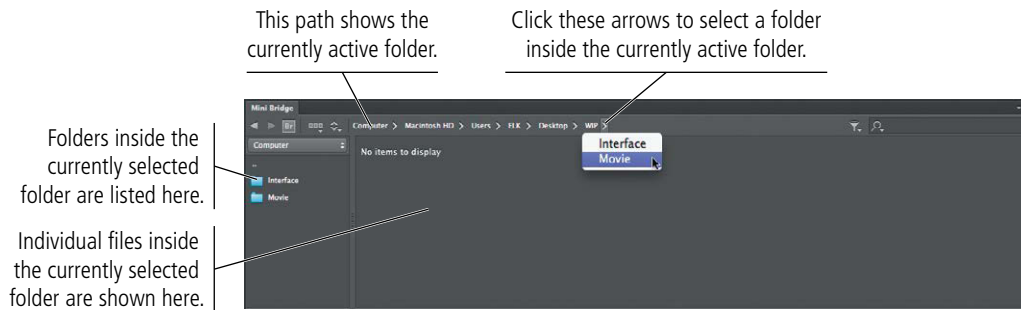 This path shows the
currently active folder.
Click these arrows to select a folder
inside the currently active folder.
Folders inside the
currently selected
folder are listed here.
Individual files inside
the currently selected
folder are shown here.
Mini Bridge
Br
Computer > Macintosh HD > Users > ELK > Desktop > WIP >
Computer
No items to display
..
Interface
Movie
Interface
Movie